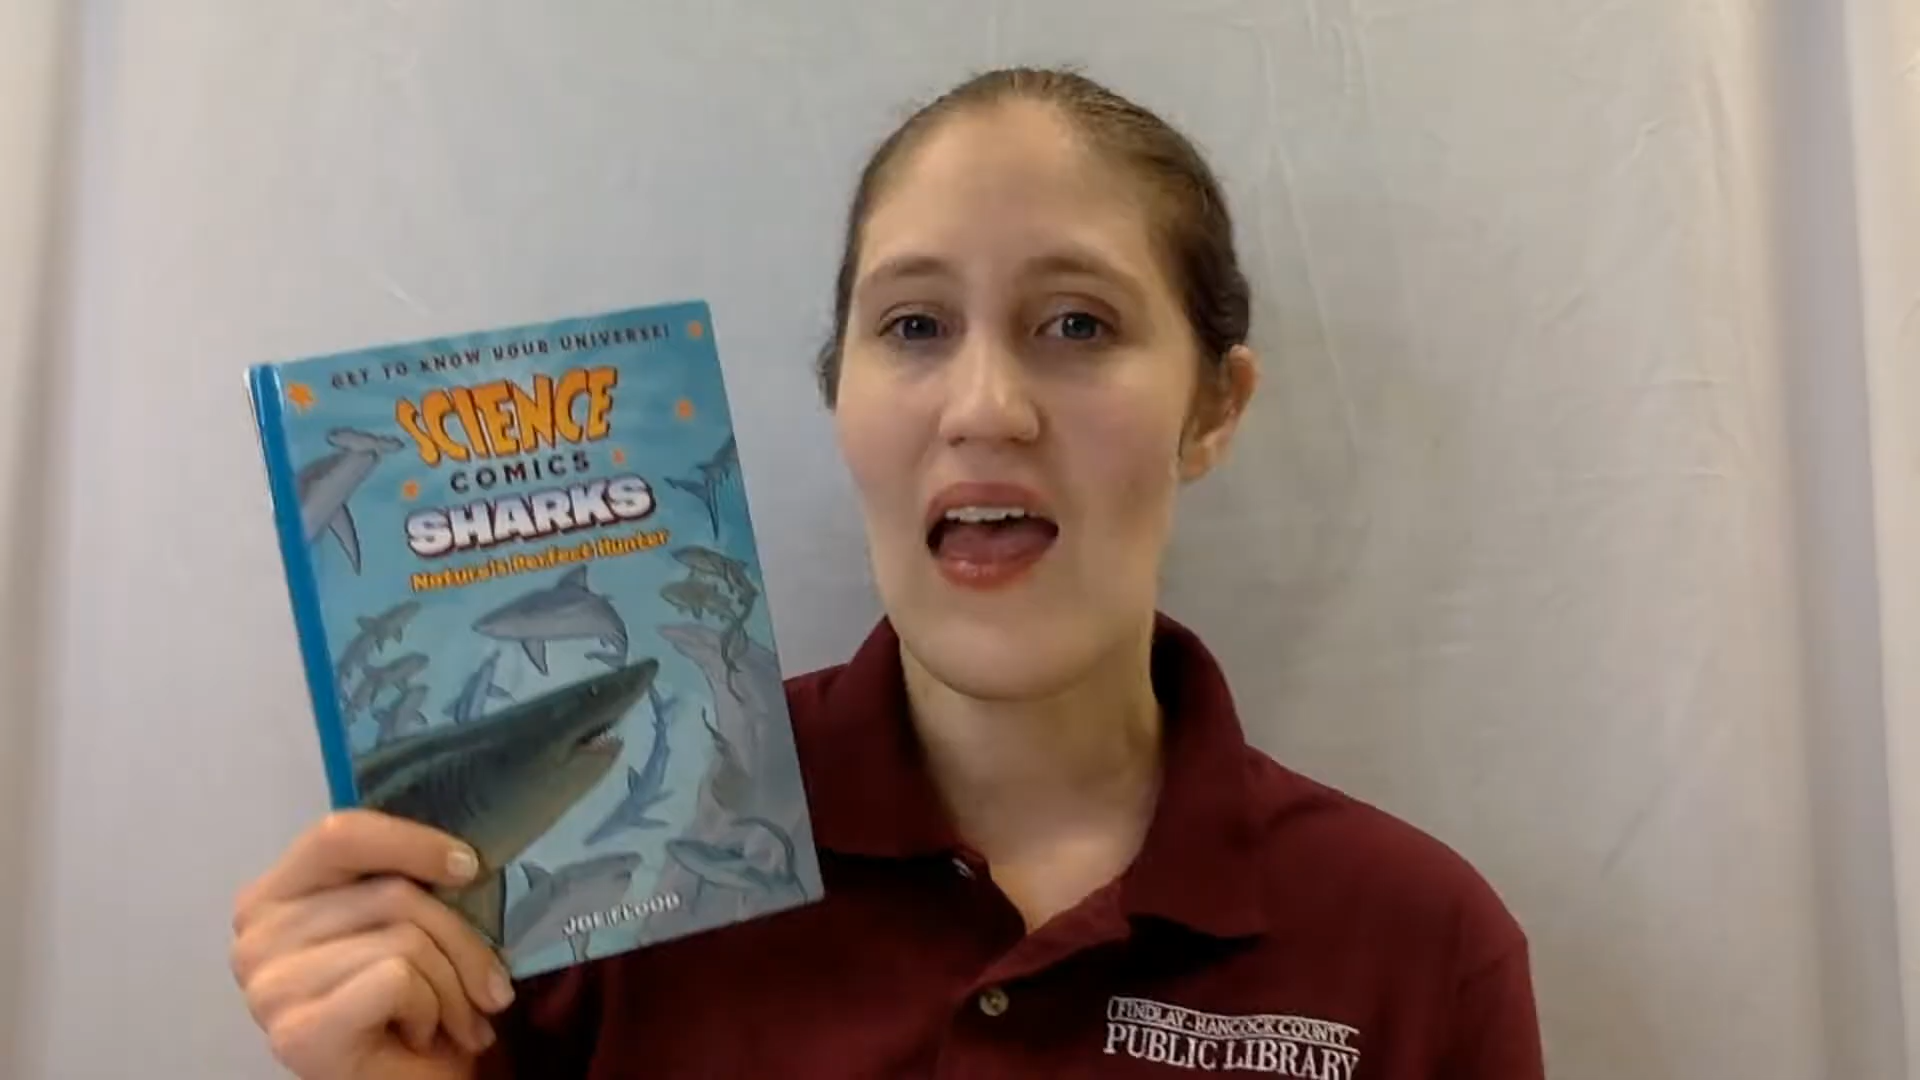 GET TO KNOW YOUR UNIVERSE!
SCIENCE
COMICS
SHARKS
Nature's Perfect Hunter
JOE FLOOD
FINDLAY-HANCOCK COUNTY
PUBLIC LIBRARY